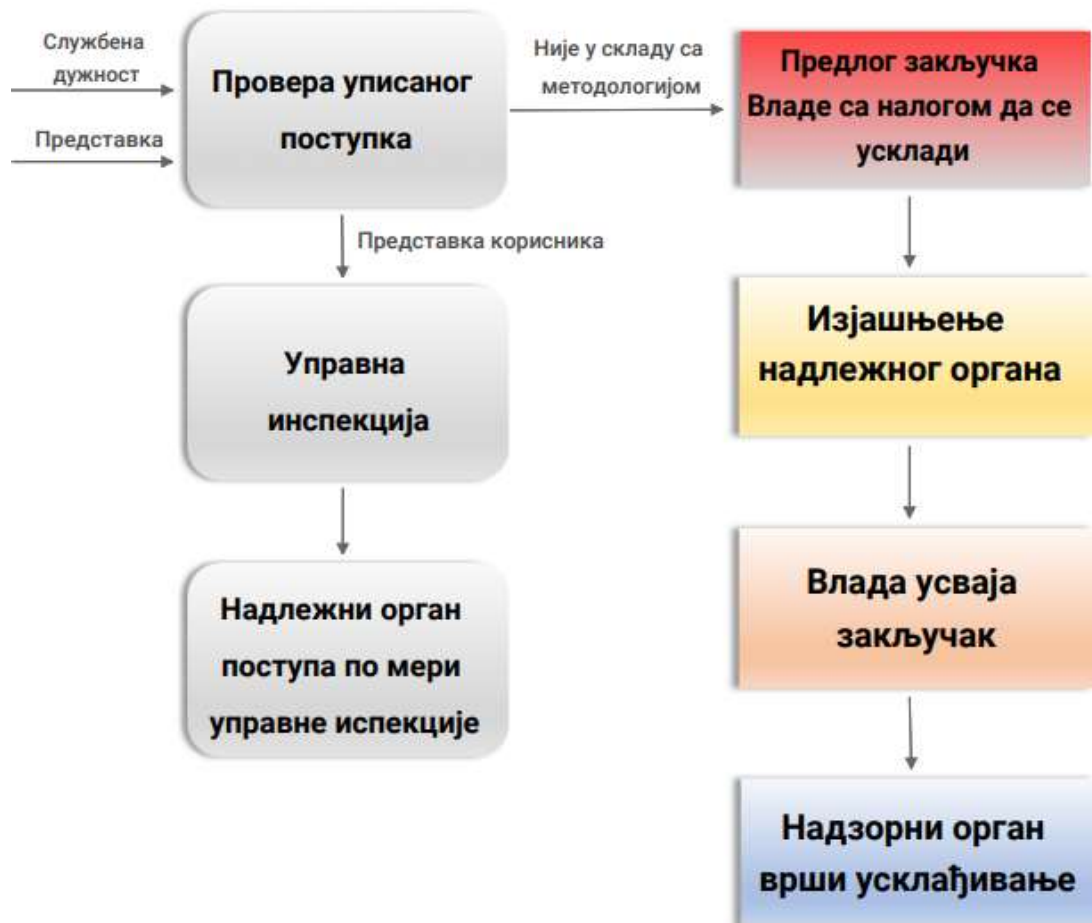 Службена
дужност
Представка
Провера уписаног
поступка
Није у складу са
методологијом
Предлог закључка
Владе са налогом да се
усклади
Представка корисника
Управна
инспекција
Надлежни орган
поступа по мери
управне испекције
Изјашњење
надлежног органа
Влада усваја
закључак
Надзорни орган
врши усклађивање